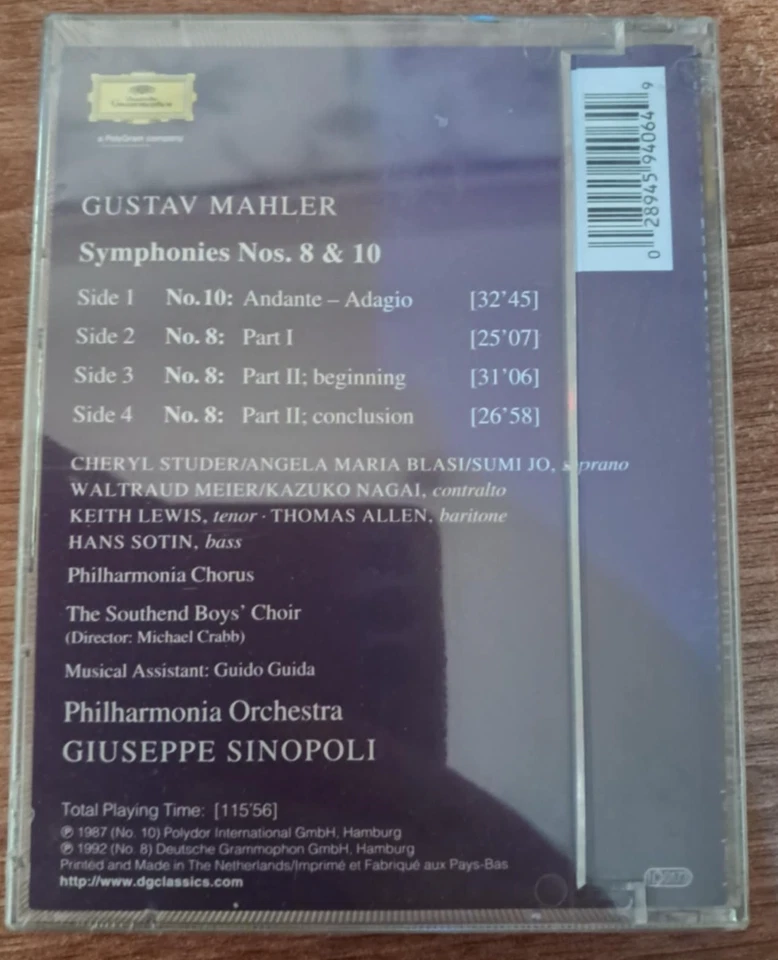 Deutsche
Grammophon
a PolyGram company
0 28945 94064 9
GUSTAV MAHLER
Symphonies Nos. 8 & 10
Side 1 No.10: Andante – Adagio [32'45]
Side 2 No. 8: Part I [25'07]
Side 3 No. 8: Part II; beginning [31'06]
Side 4 No. 8: Part II; conclusion [26'58]
CHERYL STUDER/ANGELA MARIA BLASI/SUMI JO, soprano
WALTRAUD MEIER/KAZUKO NAGAI, contralto
KEITH LEWIS, tenor · THOMAS ALLEN, baritone
HANS SOTIN, bass
Philharmonia Chorus
The Southend Boys' Choir
(Director: Michael Crabb)
Musical Assistant: Guido Guida
Philharmonia Orchestra
GIUSEPPE SINOPOLI
Total Playing Time: [115'56]
℗ 1987 (No. 10) Polydor International GmbH, Hamburg
℗ 1992 (No. 8) Deutsche Grammophon GmbH, Hamburg
Printed and Made in The Netherlands/Imprimé et Fabriqué aux Pays-Bas
http://www.dgclassics.com